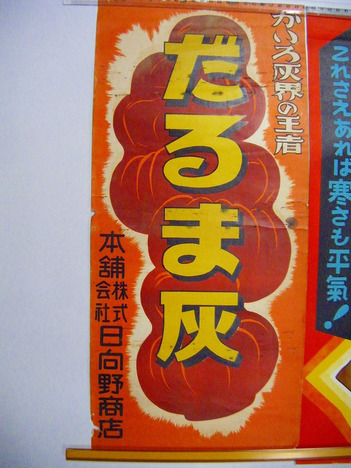 かいろ灰界の王者
だるま灰
本舗 株式会社 日向野商店
これさえあれば寒さも平氣!